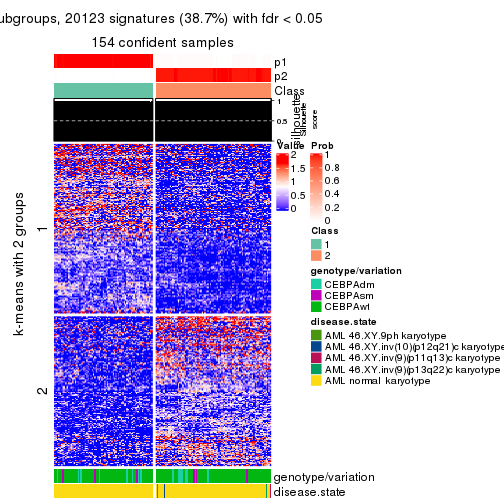 ubgroups, 20123 signatures (38.7%) with fdr < 0.05
154 confident samples
p1
p2
Class
1
0.5
0
Silhouette
score
k-means with 2 groups
1
2
genotype/variation
disease.state
Value
2
1.5
1
0.5
0
Prob
1
0.8
0.6
0.4
0.2
0
Class
1
2
genotype/variation
CEBPAdm
CEBPAsm
CEBPAwt
disease.state
AML 46.XY.9ph karyotype
AML 46.XY.inv(10)(p12q21)c karyotype
AML 46.XY.inv(9)(p11q13)c karyotype
AML 46.XY.inv(9)(p13q22)c karyotype
AML normal karyotype